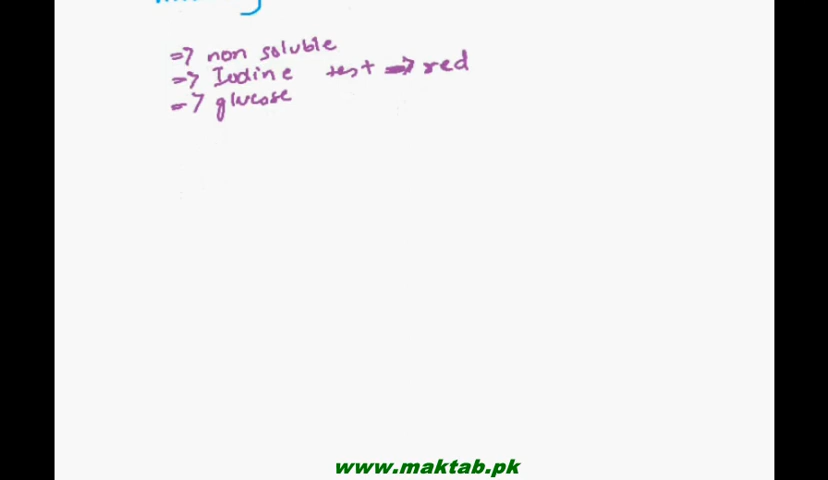 => non soluble
=> Iodine test => red
=> glucose
www.maktab.pk